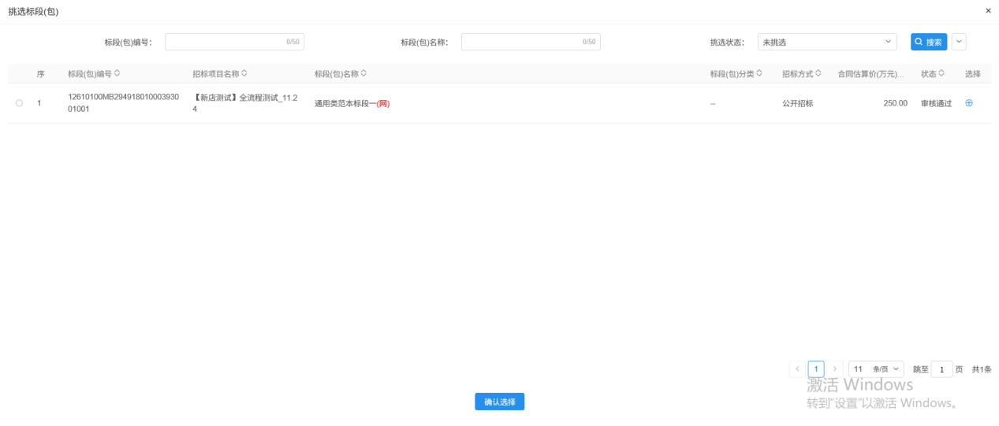 挑选标段(包)
×
标段(包)编号：
0/50
标段(包)名称：
0/50
挑选状态：
未挑选
搜索
序
标段(包)编号
招标项目名称
标段(包)名称
标段(包)分类
招标方式
合同估算价(万元)...
状态
选择
1
12610100MB294918010003930
01001
【新店测试】全流程测试_11.2
4
通用类范本标段一(网)
--
公开招标
250.00
审核通过
1
11 条/页
跳至 1 页
共1条
激活 Windows
转到"设置"以激活 Windows。
确认选择